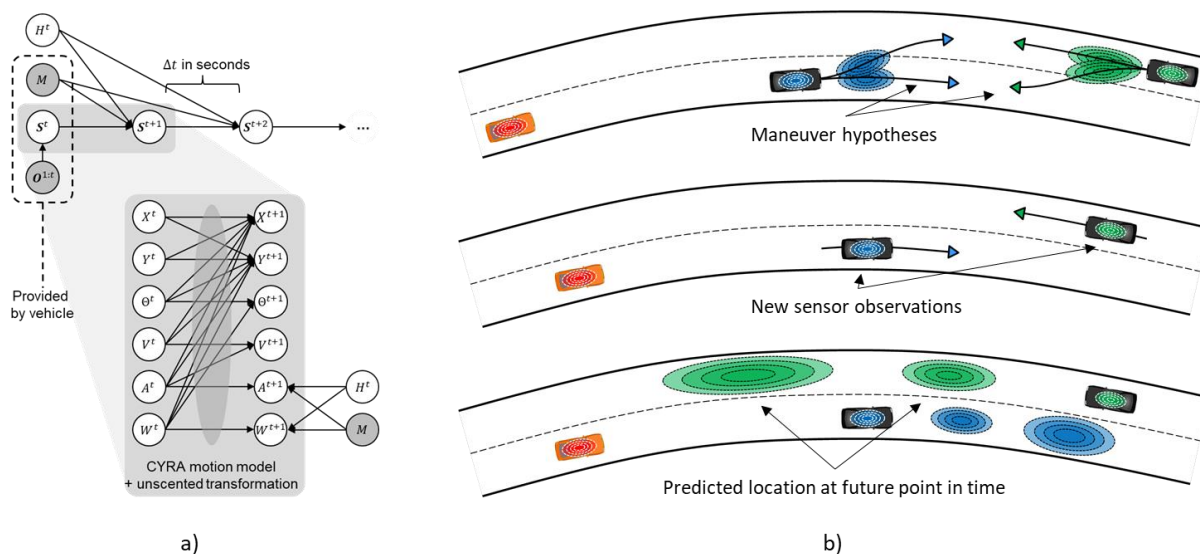 H^t
M
Δt in seconds
S^t
S^{t+1}
S^{t+2}
...
O^{1:t}
Provided
by vehicle
X^t
X^{t+1}
Y^t
Y^{t+1}
Θ^t
Θ^{t+1}
V^t
V^{t+1}
A^t
A^{t+1}
H^t
W^t
W^{t+1}
M
CYRA motion model
+ unscented transformation
a)
Maneuver hypotheses
New sensor observations
Predicted location at future point in time
b)